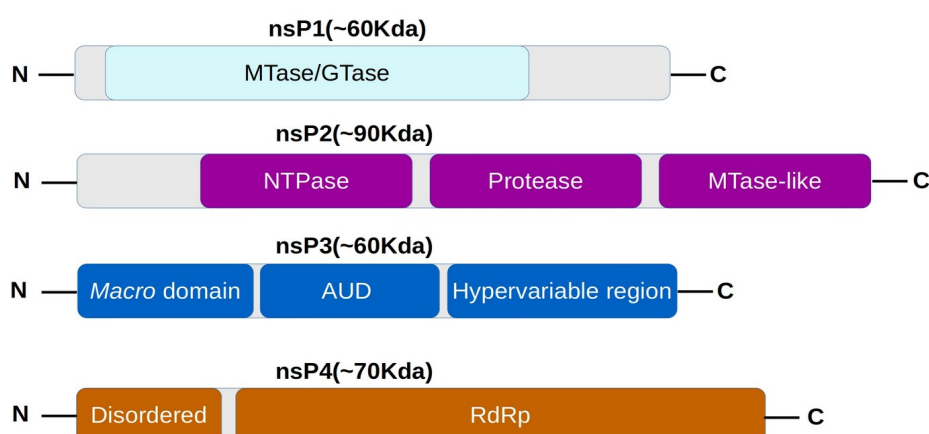 nsP1(~60Kda)
N MTase/GTase C
nsP2(~90Kda)
N NTPase Protease MTase-like C
nsP3(~60Kda)
N Macro domain AUD Hypervariable region C
nsP4(~70Kda)
N Disordered RdRp C